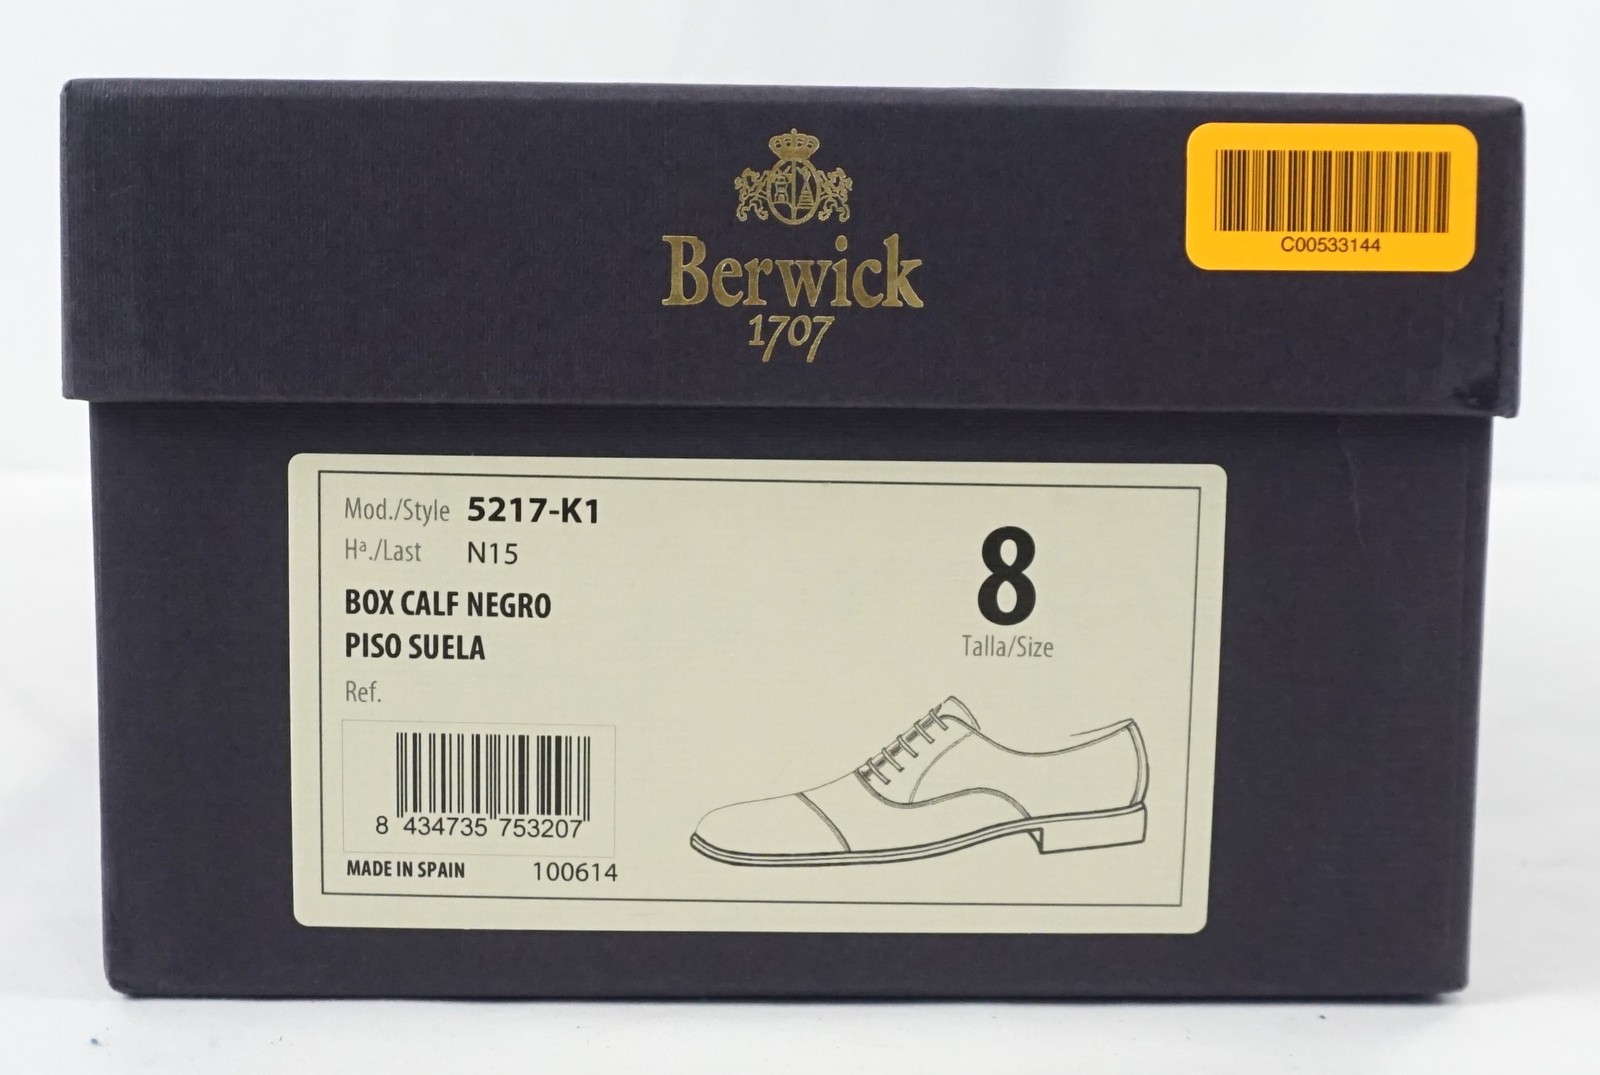 Berwick
1707
C00533144
Mod./Style 5217-K1
Hª./Last N15
BOX CALF NEGRO
PISO SUELA
Ref.
8
Talla/Size
8 434735 753207
MADE IN SPAIN 100614